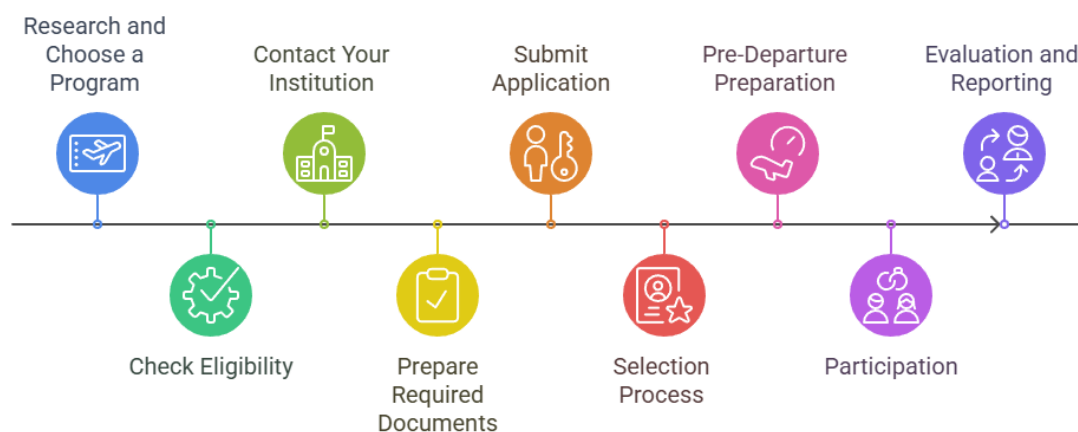 Research and
Choose a
Program
Check Eligibility
Contact Your
Institution
Prepare
Required
Documents
Submit
Application
Selection
Process
Pre-Departure
Preparation
Participation
Evaluation and
Reporting